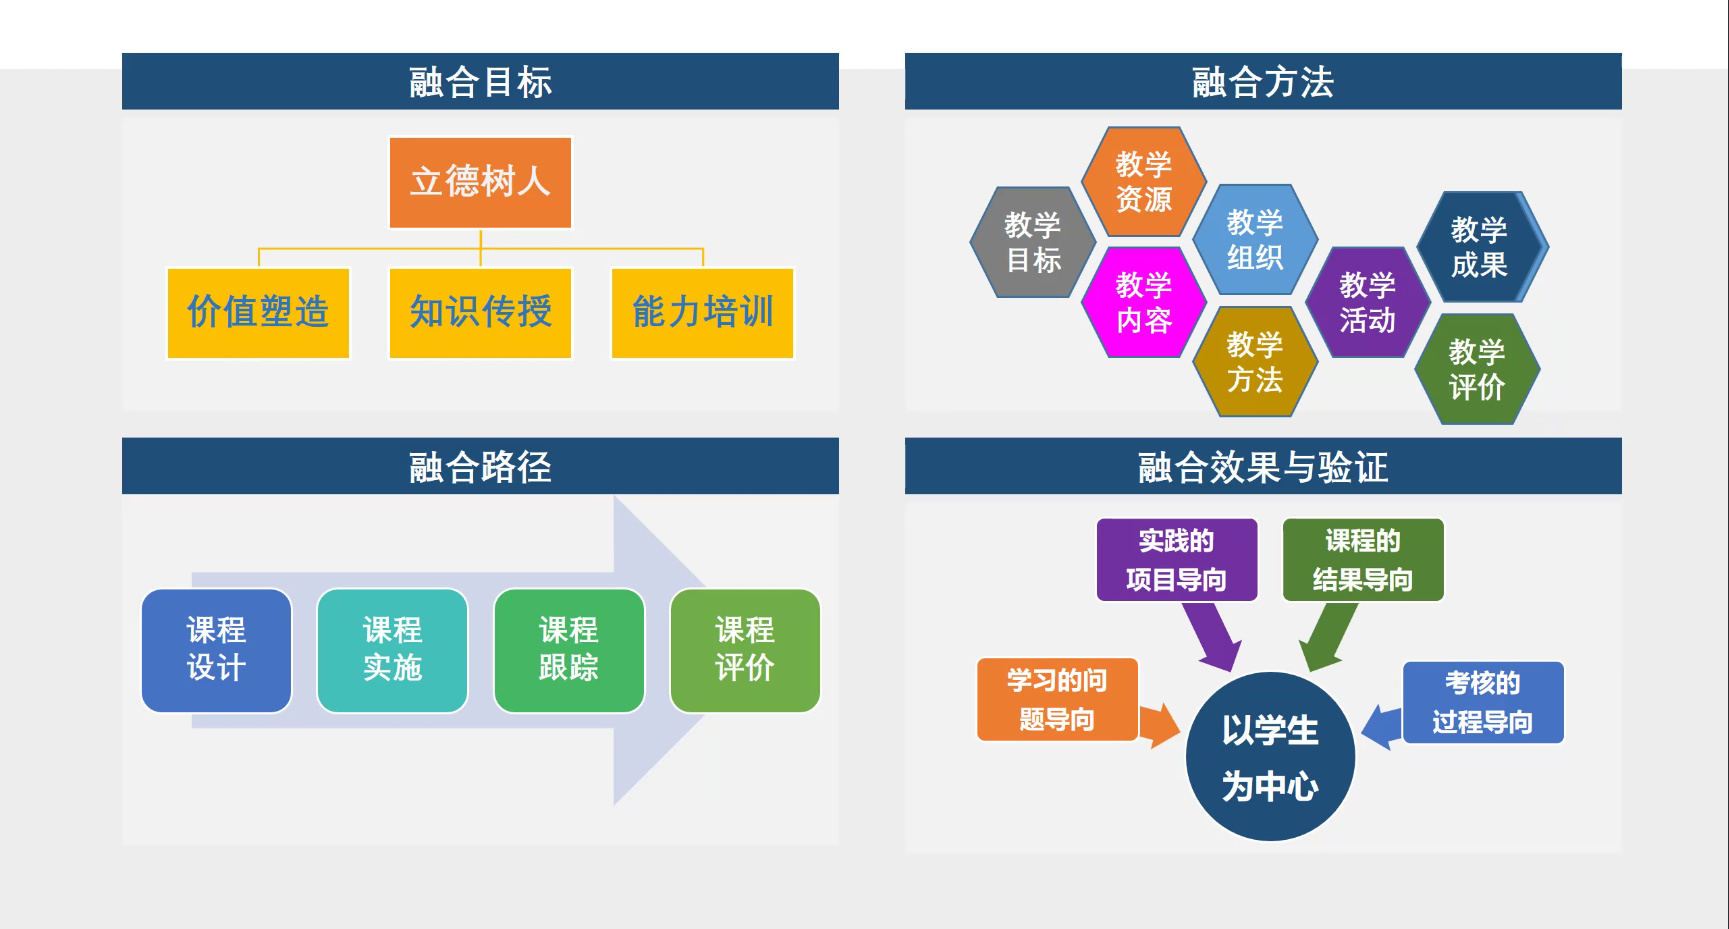 融合目标
立德树人
价值塑造
知识传授
能力培训
融合方法
教学
目标
教学
资源
教学
内容
教学
组织
教学
方法
教学
活动
教学
成果
教学
评价
融合路径
课程
设计
课程
实施
课程
跟踪
课程
评价
融合效果与验证
学习的问
题导向
实践的
项目导向
课程的
结果导向
考核的
过程导向
以学生
为中心